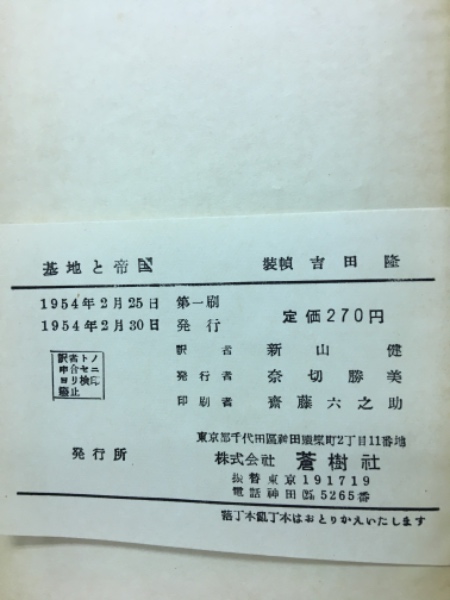 基地と帝国 装幀 吉田 隆
1954年2月25日 第一刷
1954年2月30日 発行
定価270円
訳者 新山 健
発行者 奈切勝美
印刷者 齋藤六之助
訳者トノ
申合セニ
ヨリ検印
廢止
東京都千代田區神田 町2丁目11番地
発行所 株式会社 蒼樹社
振替東京191719
電話神田 5265番
落丁本乱丁本はおとりかえいたします